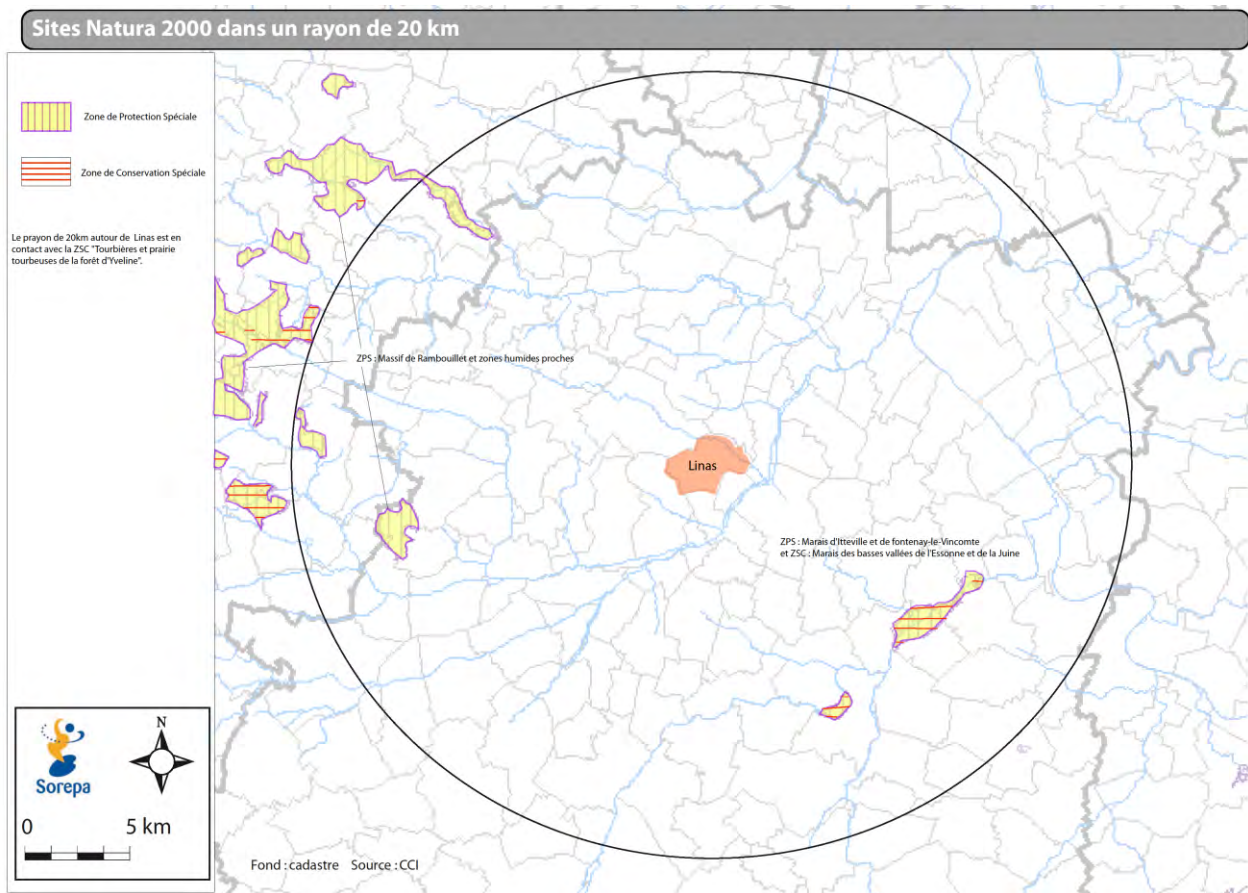 Sites Natura 2000 dans un rayon de 20 km
Zone de Protection Spéciale
Zone de Conservation Spéciale
Le prayon de 20km autour de Linas est en
contact avec la ZSC "Tourbières et prairie
tourbeuses de la forêt d'Yveline".
ZPS : Massif de Rambouillet et zones humides proches
Linas
ZPS : Marais d'Itteville et de fontenay-le-Vincomte
et ZSC : Marais des basses vallées de l'Essonne et de la Juine
N
Sorepa
0 5 km
Fond : cadastre Source : CCI